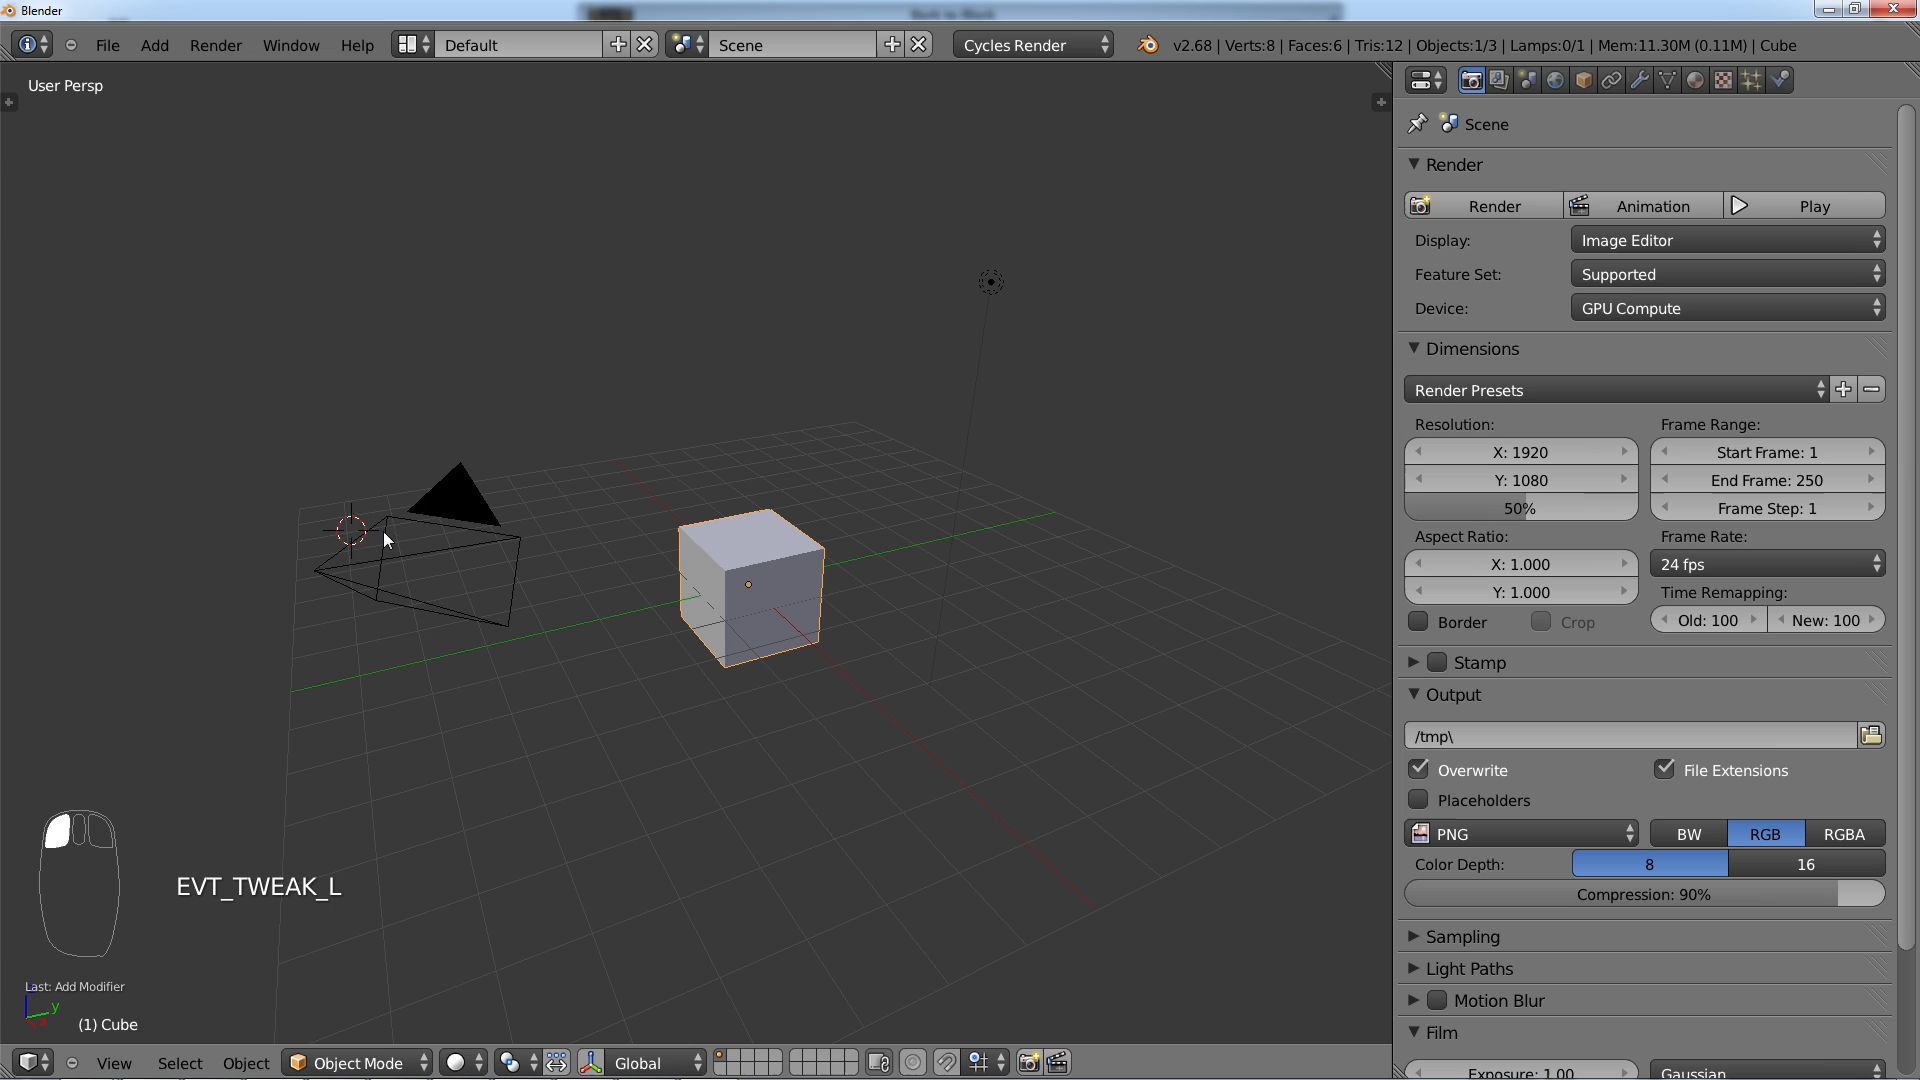 Blender
File Add Render Window Help Default Scene Cycles Render v2.68 | Verts:8 | Faces:6 | Tris:12 | Objects:1/3 | Lamps:0/1 | Mem:11.30M (0.11M) | Cube
User Persp
Scene
Render
Render Animation Play
Display: Image Editor
Feature Set: Supported
Device: GPU Compute
Dimensions
Render Presets
Resolution: Frame Range:
X: 1920 Start Frame: 1
Y: 1080 End Frame: 250
50% Frame Step: 1
Aspect Ratio: Frame Rate:
X: 1.000 24 fps
Y: 1.000 Time Remapping:
Border Crop Old: 100 New: 100
Stamp
Output
/tmp\
Overwrite File Extensions
Placeholders
PNG BW RGB RGBA
Color Depth: 8 16
Compression: 90%
Sampling
Light Paths
Motion Blur
Film
Exposure: 1.00 Gaussian
EVT_TWEAK_L
Last: Add Modifier
y
x
(1) Cube
View Select Object Object Mode Global